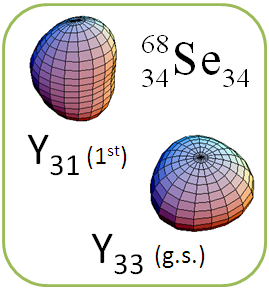 ⁶⁸₃₄Se₃₄
Y₃₁ (1ˢᵗ)
Y₃₃ (g.s.)